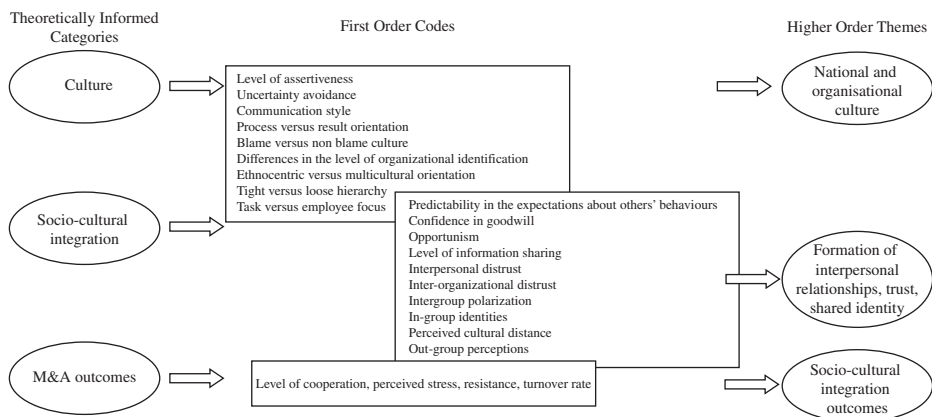 Theoretically Informed
Categories
First Order Codes
Higher Order Themes
Culture
Level of assertiveness
Uncertainty avoidance
Communication style
Process versus result orientation
Blame versus non blame culture
Differences in the level of organizational identification
Ethnocentric versus multicultural orientation
Tight versus loose hierarchy
Task versus employee focus
National and
organisational
culture
Socio-cultural
integration
Predictability in the expectations about others' behaviours
Confidence in goodwill
Opportunism
Level of information sharing
Interpersonal distrust
Inter-organizational distrust
Intergroup polarization
In-group identities
Perceived cultural distance
Out-group perceptions
Formation of
interpersonal
relationships, trust,
shared identity
M&A outcomes
Level of cooperation, perceived stress, resistance, turnover rate
Socio-cultural
integration
outcomes